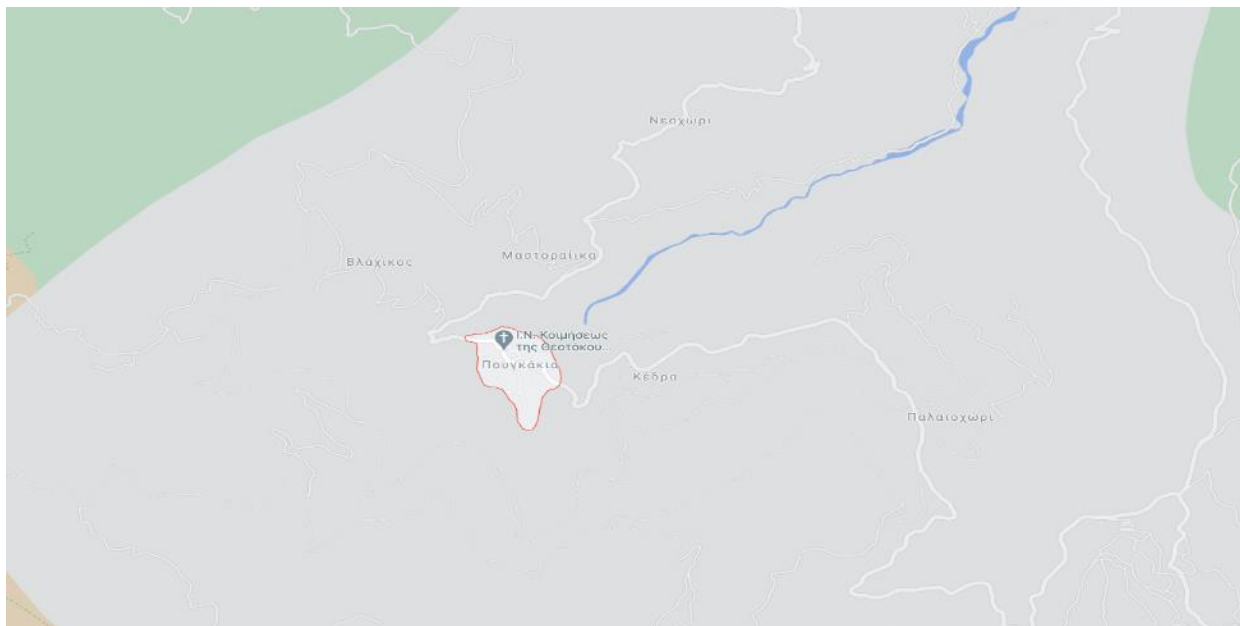 Νεοχώρι
Μαστοραίικα
Βλάχικος
Ι.Ν. Κοιμήσεως
της Θεοτόκου...
Πουγκάκια
Κέδρα
Παλαιοχώρι